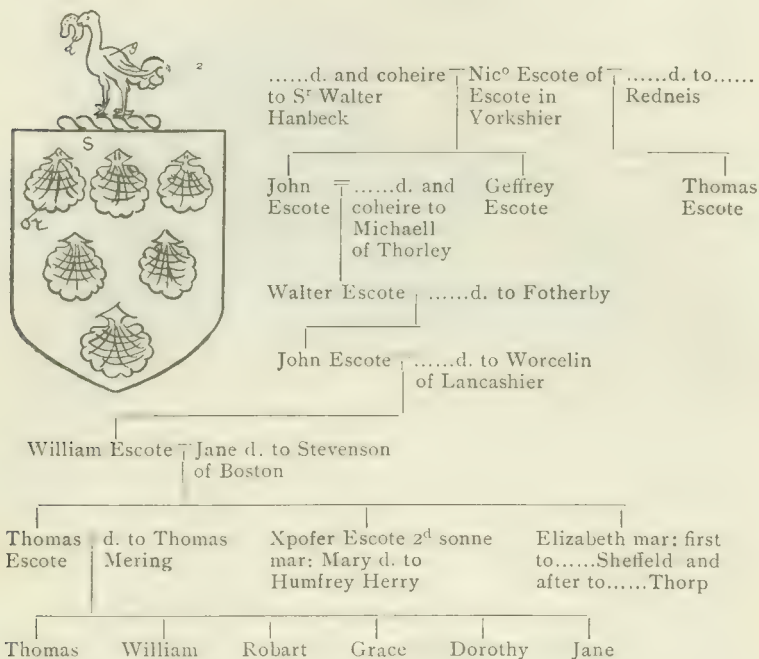 2
......d. and coheire
to Sʳ Walter
Hanbeck
Nicº Escote of
Escote in
Yorkshier
......d. to......
Redneis
S
or
John
Escote
......d. and
coheire to
Michaell
of Thorley
Geffrey
Escote
Thomas
Escote
Walter Escote
......d. to Fotherby
John Escote
......d. to Worcelin
of Lancashier
William Escote
Jane d. to Stevenson
of Boston
Thomas
Escote
d. to Thomas
Mering
Xpofer Escote 2ᵈ sonne
mar: Mary d. to
Humfrey Herry
Elizabeth mar: first
to......Sheffeld and
after to......Thorp
Thomas
William
Robart
Grace
Dorothy
Jane